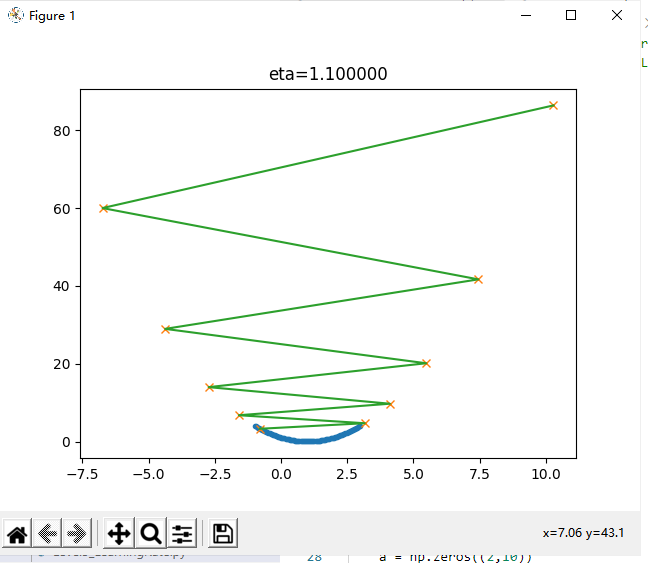 Figure 1
eta=1.100000
80
60
40
20
0
−7.5 −5.0 −2.5 0.0 2.5 5.0 7.5 10.0
x=7.06 y=43.1
28 a = np.zeros((2,10))